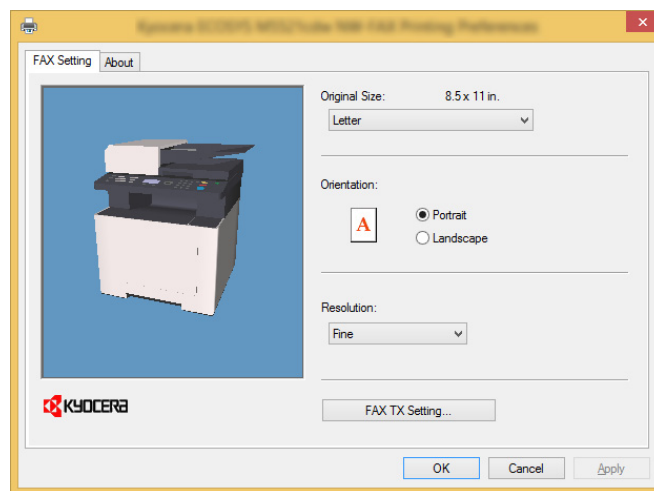 FAX Setting
About
Original Size: 8.5 x 11 in.
Letter
Orientation:
A
Portrait
Landscape
Resolution:
Fine
KYOCERA
FAX TX Setting...
OK
Cancel
Apply